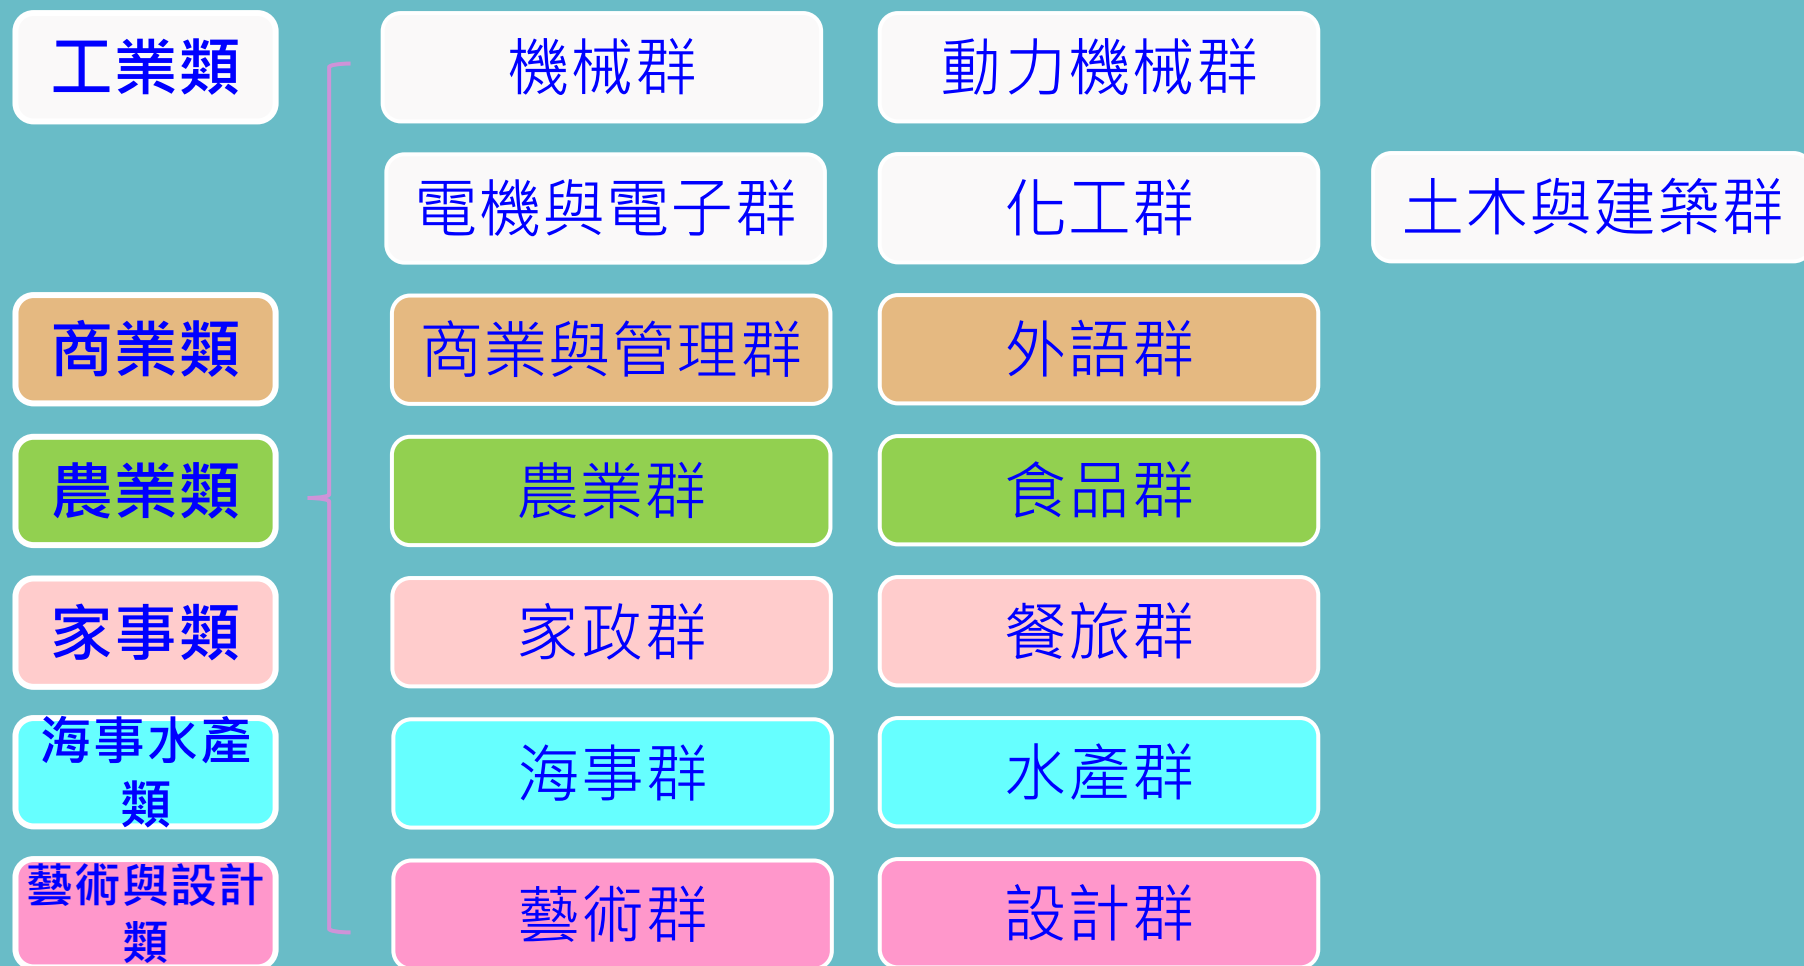 工業類
機械群
動力機械群
電機與電子群
化工群
土木與建築群
商業類
商業與管理群
外語群
農業類
農業群
食品群
家事類
家政群
餐旅群
海事水產
類
海事群
水產群
藝術與設計
類
藝術群
設計群